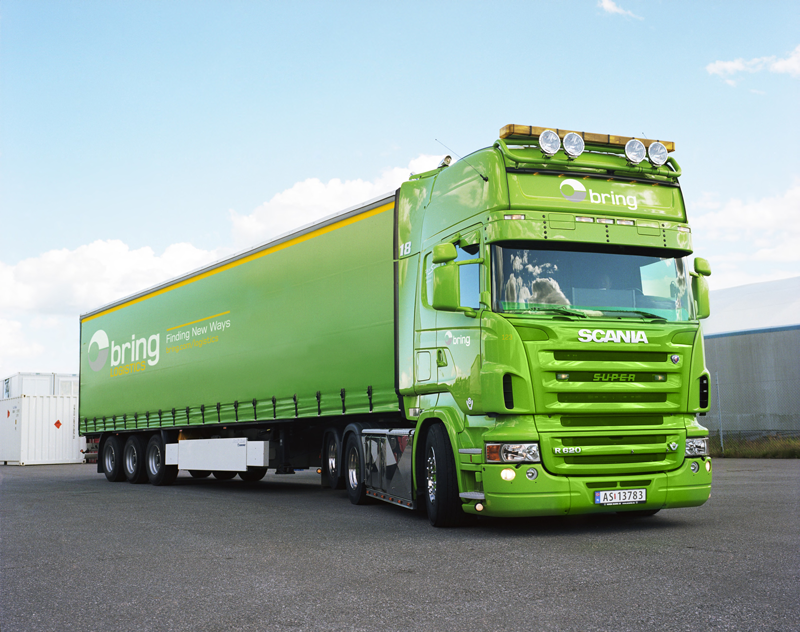 bring
18
SCANIA
SUPER
R 620
AS 13783
bring
bring
LOGISTICS
Finding New Ways